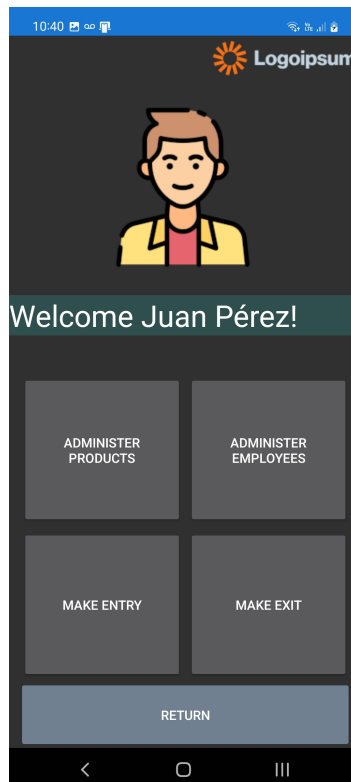 10:40
Logoipsum
Welcome Juan Pérez!
ADMINISTER
PRODUCTS
ADMINISTER
EMPLOYEES
MAKE ENTRY
MAKE EXIT
RETURN